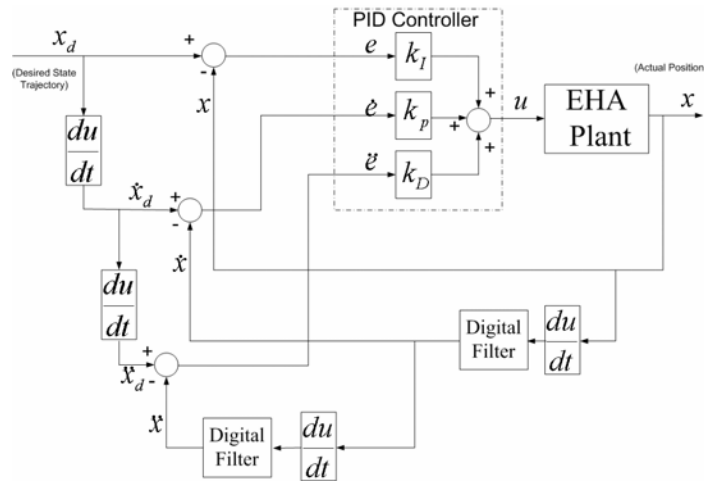 PID Controller
x_d
+
-
e
k_I
(Desired State
Trajectory)
(Actual Position)
x
+
ė
k_p
+
u
EHA
Plant
x
du
dt
+
ë
k_D
ẋ_d
+
-
ẋ
du
dt
Digital
Filter
du
dt
+
ẍ_d
-
ẍ
Digital
Filter
du
dt